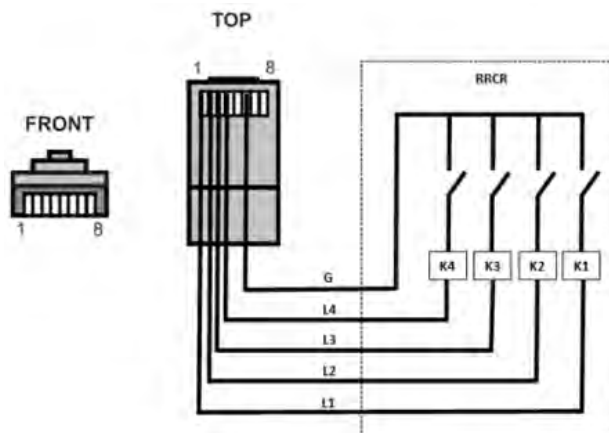 TOP
1 8
RRCR
FRONT
1 8
K4 K3 K2 K1
G
L4
L3
L2
L1